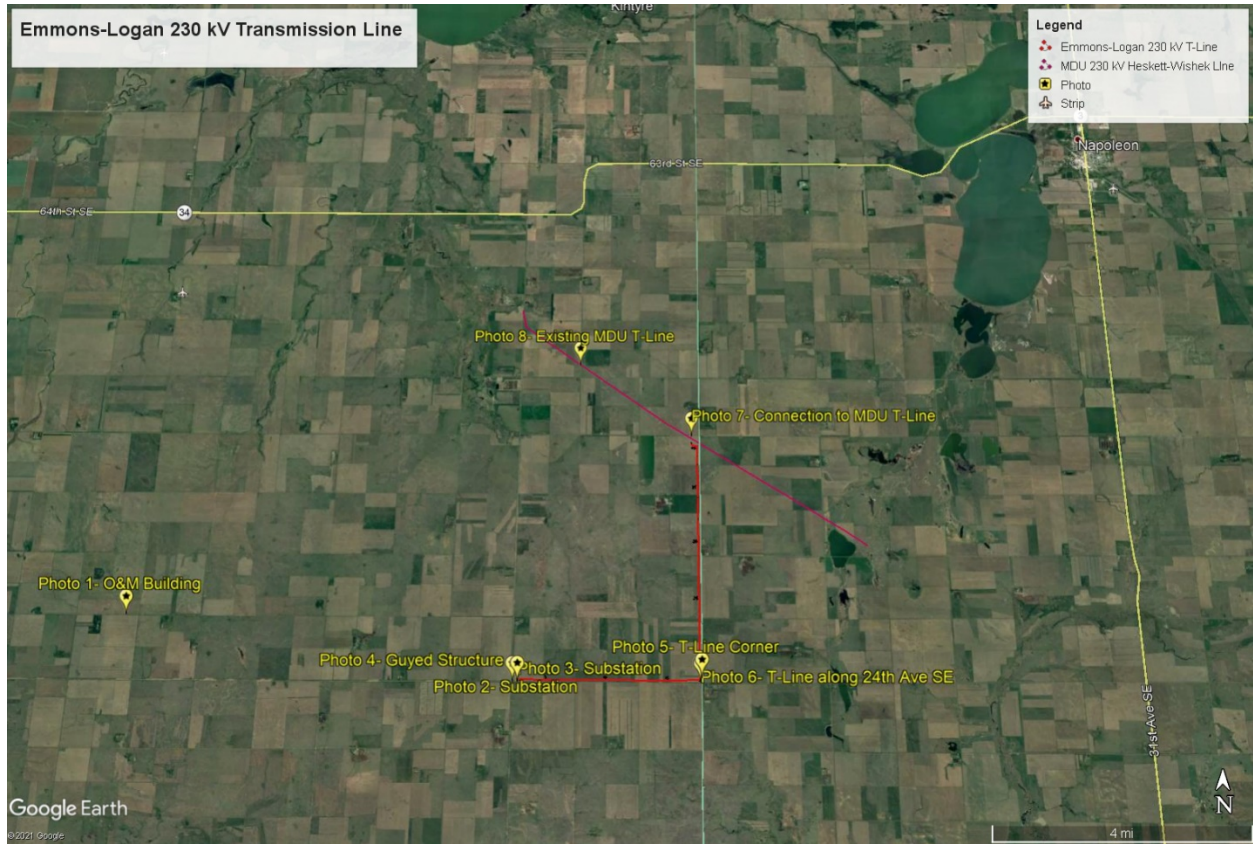 Kintyre
Emmons-Logan 230 kV Transmission Line
Legend
Emmons-Logan 230 kV T-Line
MDU 230 kV Heskett-Wishek LIne
Photo
Strip
Napoleon
63rd St SE
64th St SE
34
Photo 8- Existing MDU T-Line
Photo 7- Connection to MDU T-Line
Photo 1- O&M Building
Photo 5- T-Line Corner
Photo 4- Guyed Structure
Photo 3- Substation
Photo 6- T-Line along 24th Ave SE
Photo 2- Substation
31st Ave SE
Google Earth
N
©2021 Google
4 mi